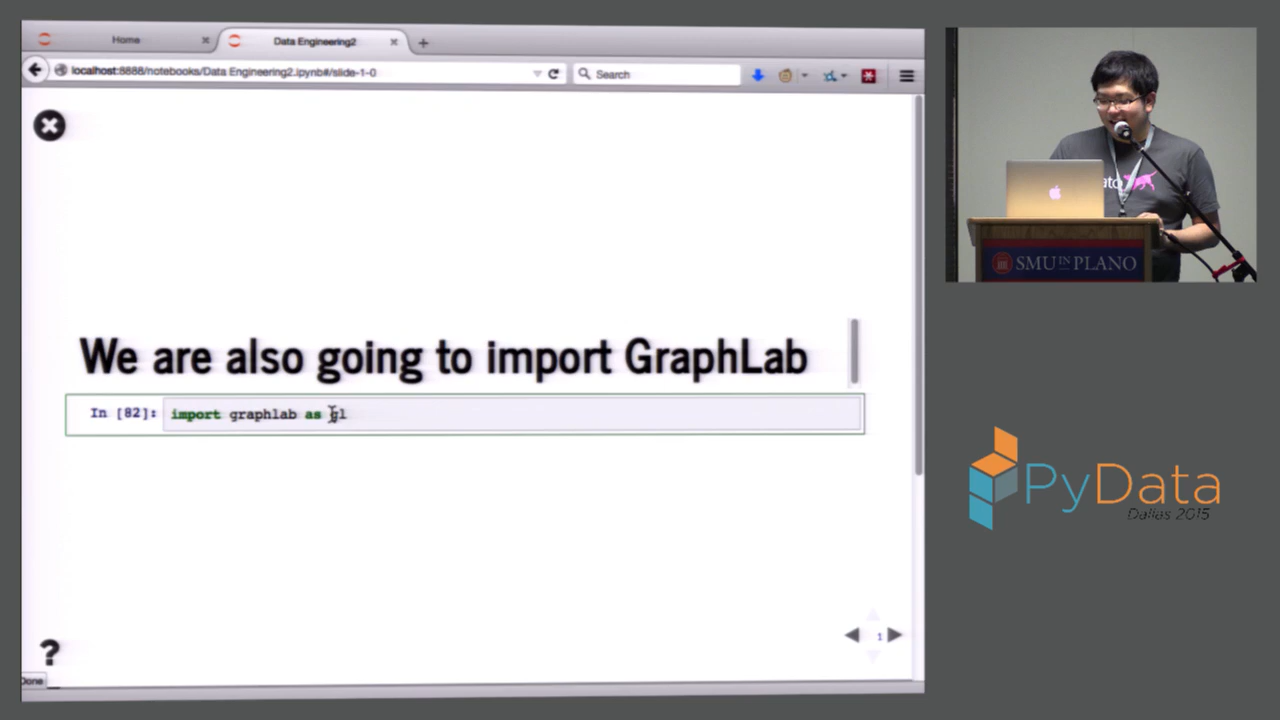 Home
Data Engineering2
localhost:8888/notebooks/Data Engineering2.ipynb#/slide-1-0
Search
We are also going to import GraphLab
In [82]: import graphlab as gl
1
?
Done
ato
SMU IN PLANO
PyData
Dallas 2015